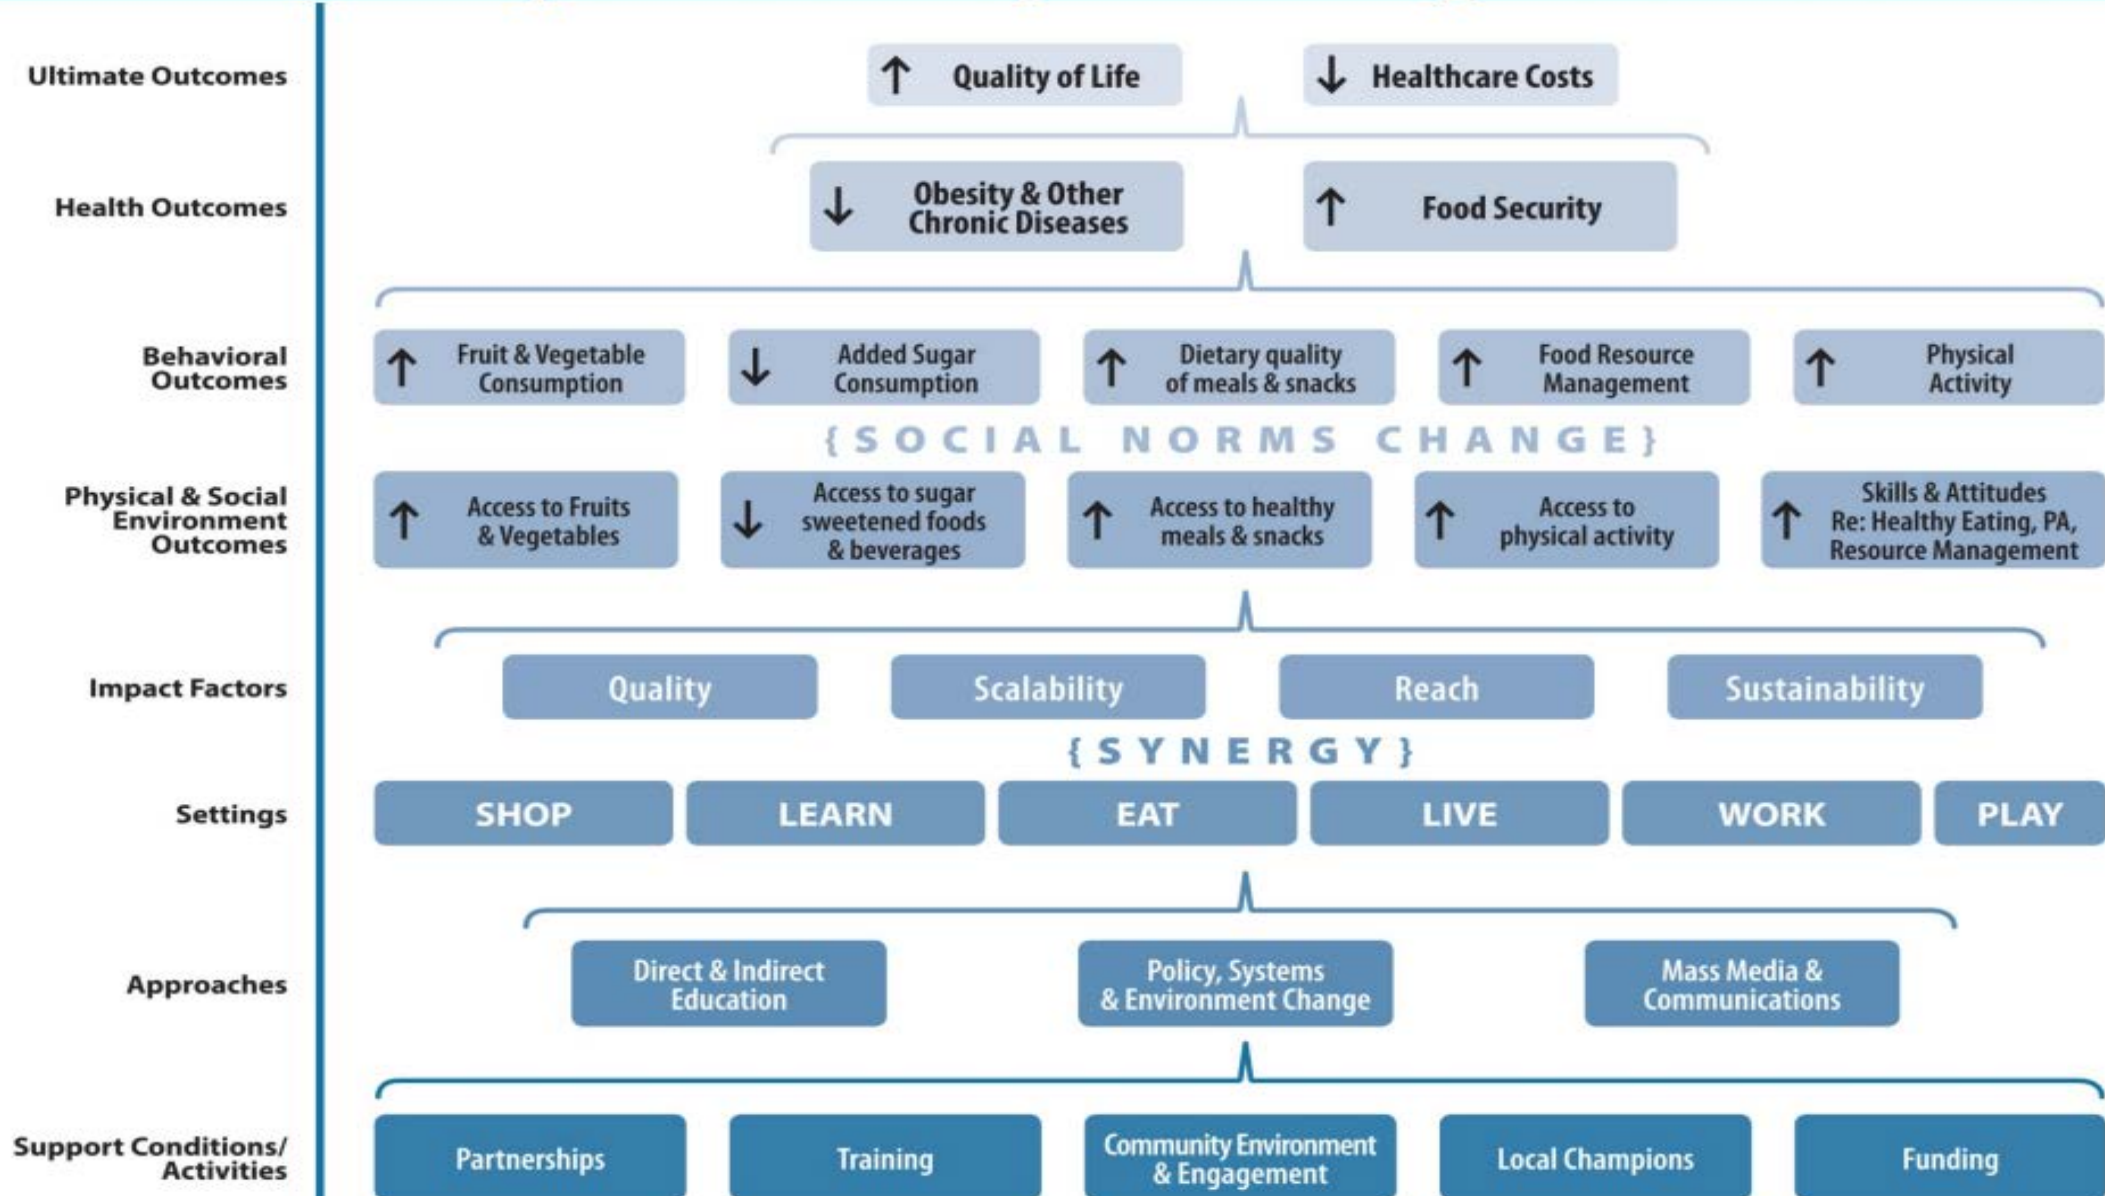 Ultimate Outcomes
↑ Quality of Life
↓ Healthcare Costs
Health Outcomes
↓ Obesity & Other
Chronic Diseases
↑ Food Security
Behavioral
Outcomes
↑ Fruit & Vegetable
Consumption
↓ Added Sugar
Consumption
↑ Dietary quality
of meals & snacks
↑ Food Resource
Management
↑ Physical
Activity
{SOCIAL NORMS CHANGE}
Physical & Social
Environment
Outcomes
↑ Access to Fruits
& Vegetables
↓ Access to sugar
sweetened foods
& beverages
↑ Access to healthy
meals & snacks
↑ Access to
physical activity
↑ Skills & Attitudes
Re: Healthy Eating, PA,
Resource Management
Impact Factors
Quality
Scalability
Reach
Sustainability
{SYNERGY}
Settings
SHOP
LEARN
EAT
LIVE
WORK
PLAY
Approaches
Direct & Indirect
Education
Policy, Systems
& Environment Change
Mass Media &
Communications
Support Conditions/
Activities
Partnerships
Training
Community Environment
& Engagement
Local Champions
Funding